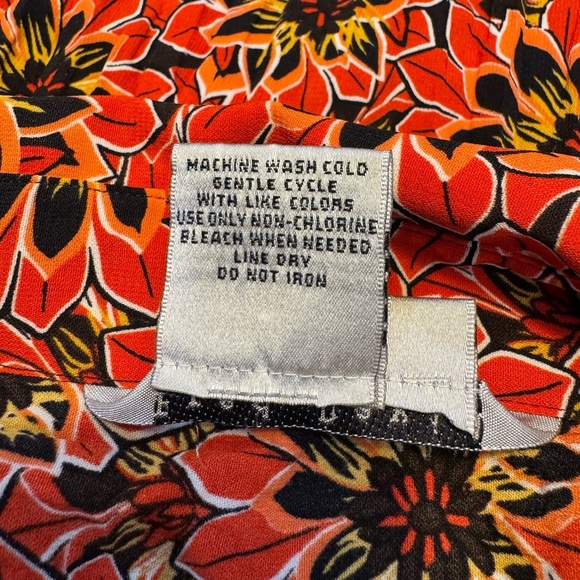 MACHINE WASH COLD
GENTLE CYCLE
WITH LIKE COLORS
USE ONLY NON-CHLORINE
BLEACH WHEN NEEDED
LINE DRY
DO NOT IRON